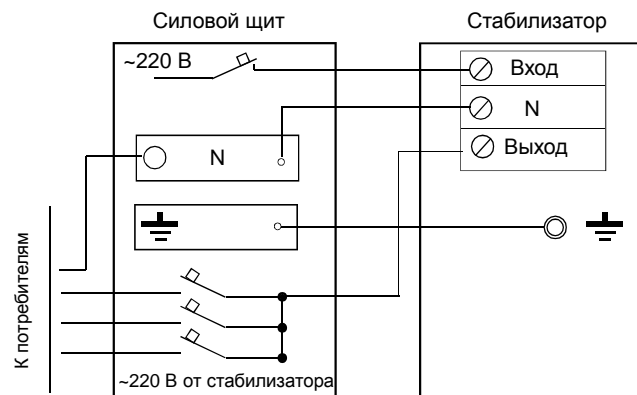 Силовой щит
Стабилизатор
~220 В
Вход
N
Выход
N
К потребителям
~220 В от стабилизатора